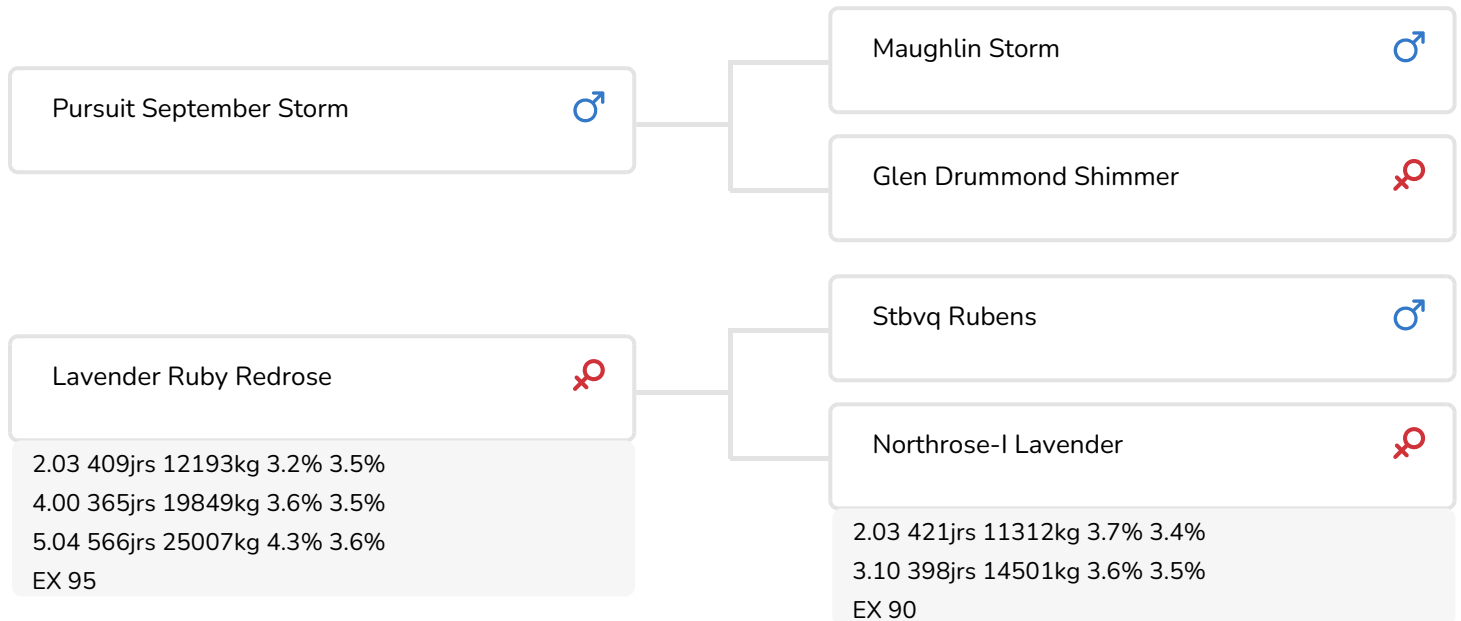 Pursuit September Storm
Maughlin Storm
Glen Drummond Shimmer
Lavender Ruby Redrose
2.03 409jrs 12193kg 3.2% 3.5%
4.00 365jrs 19849kg 3.6% 3.5%
5.04 566jrs 25007kg 4.3% 3.6%
EX 95
Stbvq Rubens
Northrose-I Lavender
2.03 421jrs 11312kg 3.7% 3.4%
3.10 398jrs 14501kg 3.6% 3.5%
EX 90